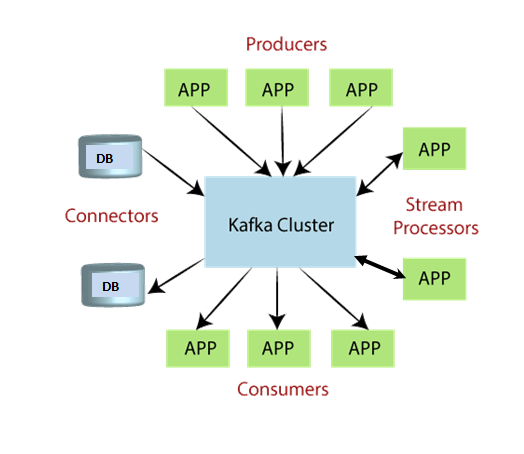 Producers
APP
APP
APP
DB
APP
Connectors
Kafka Cluster
Stream
Processors
DB
APP
APP
APP
APP
Consumers